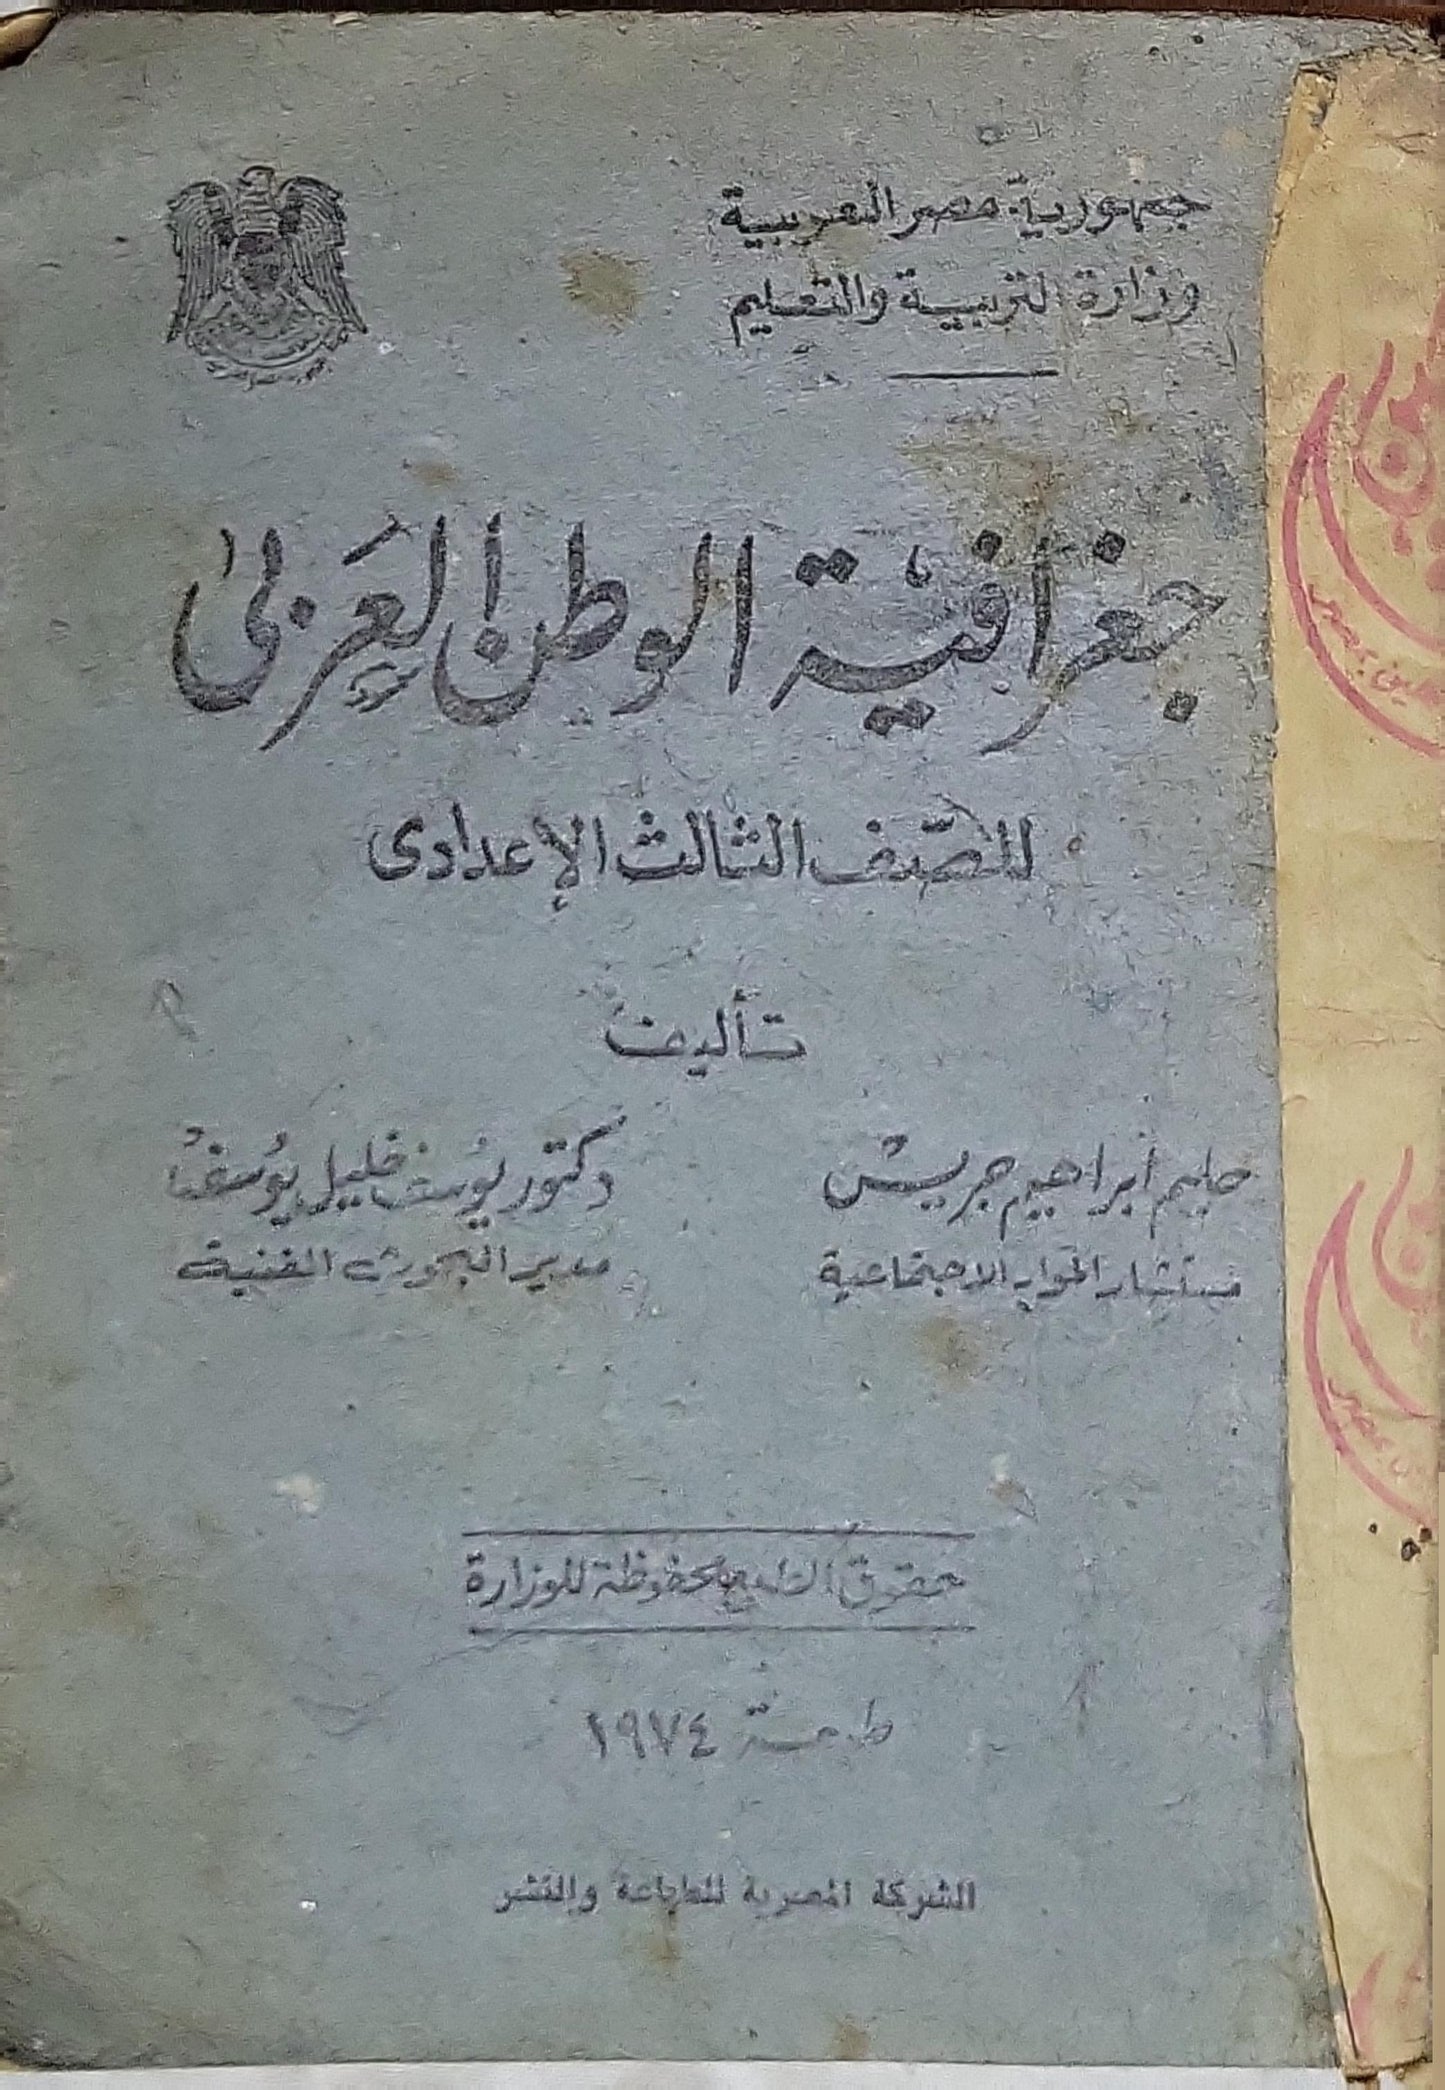 جمهورية مصر العربية
وزارة التربية والتعليم
جغرافية الوطن العربى
للصف الثالث الإعدادى
تأليف
حليم أبراهيم جريس
مستشار المواد الاجتماعية
دكتور يوسف خليل يوسف
مدير البحوث الفنية
حقوق الطبع محفوظة للوزارة
طبعة ١٩٧٤
الشركة المصرية للطباعة والنشر